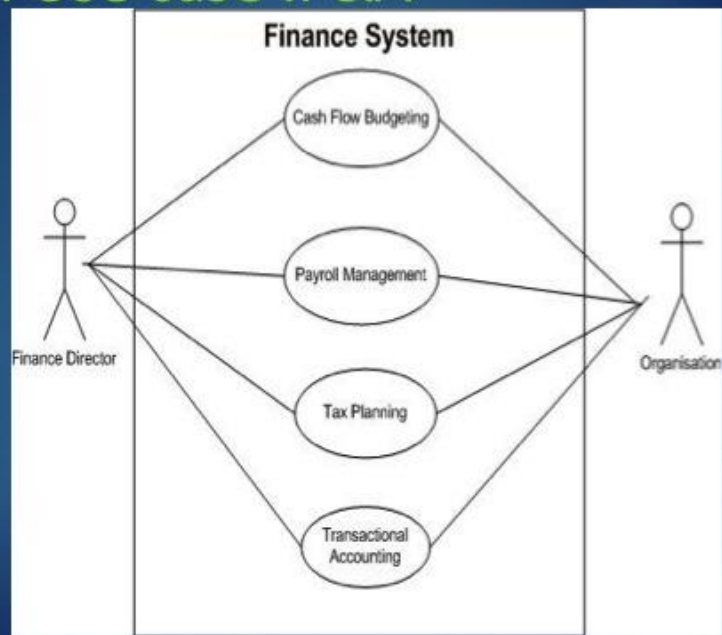 Finance System
Cash Flow Budgeting
Payroll Management
Finance Director
Organisation
Tax Planning
Transactional
Accounting